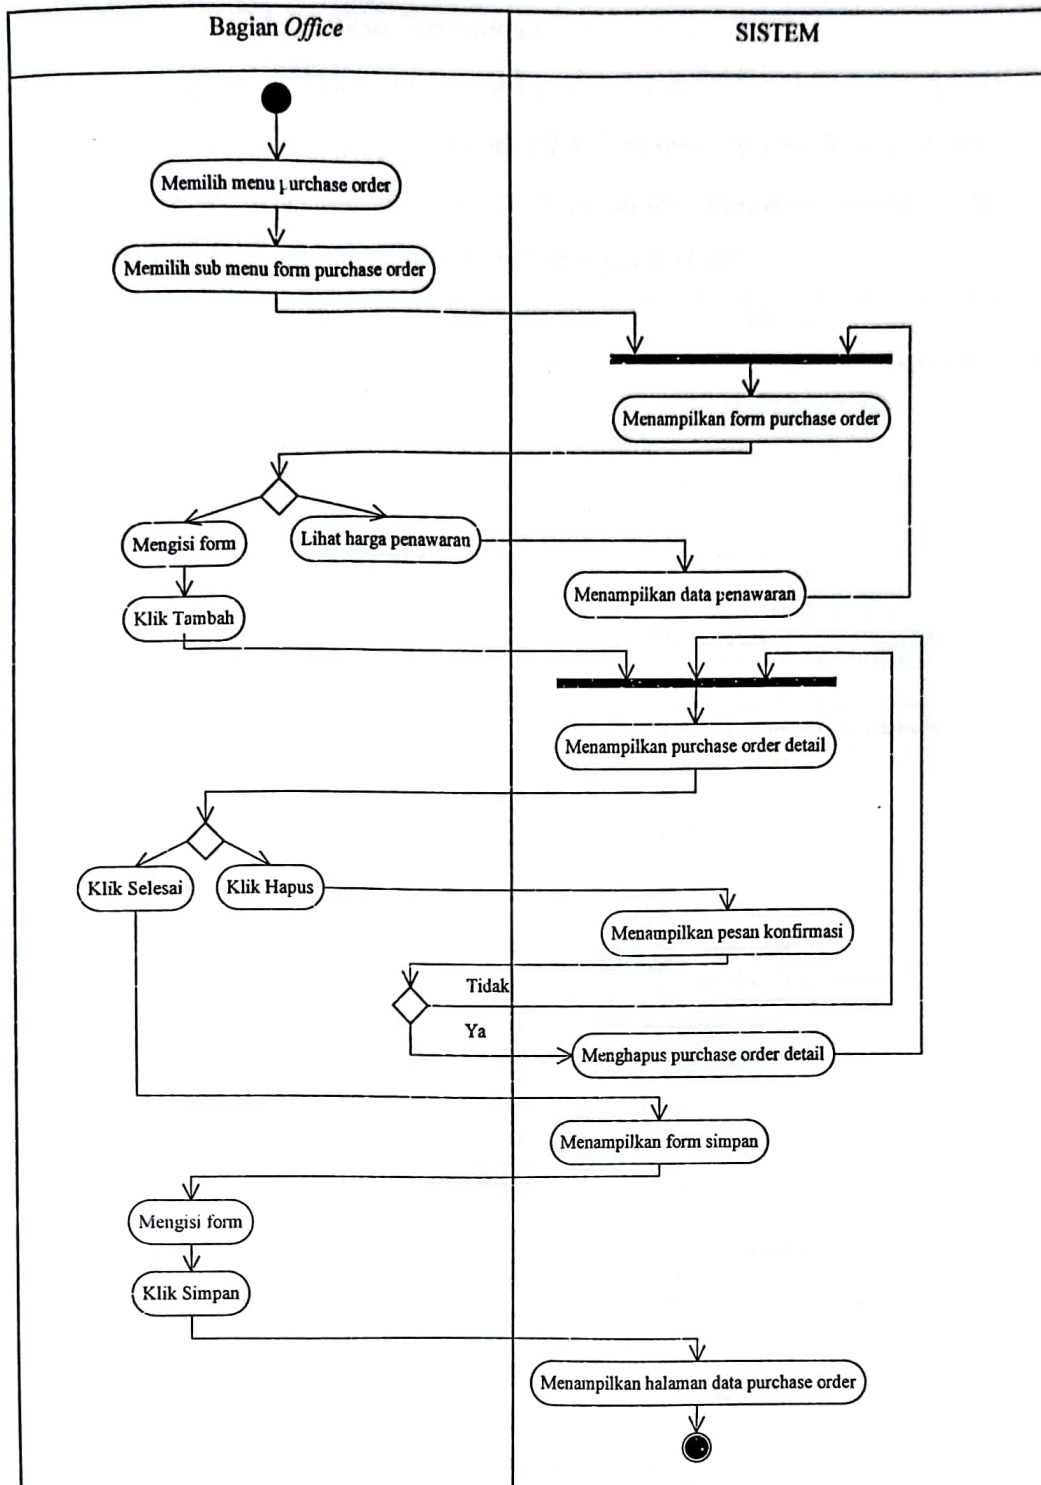 Bagian Office
SISTEM
Memilih menu purchase order
Memilih sub menu form purchase order
Menampilkan form purchase order
Mengisi form
Lihat harga penawaran
Menampilkan data penawaran
Klik Tambah
Menampilkan purchase order detail
Klik Selesai
Klik Hapus
Menampilkan pesan konfirmasi
Tidak
Ya
Menghapus purchase order detail
Menampilkan form simpan
Mengisi form
Klik Simpan
Menampilkan halaman data purchase order